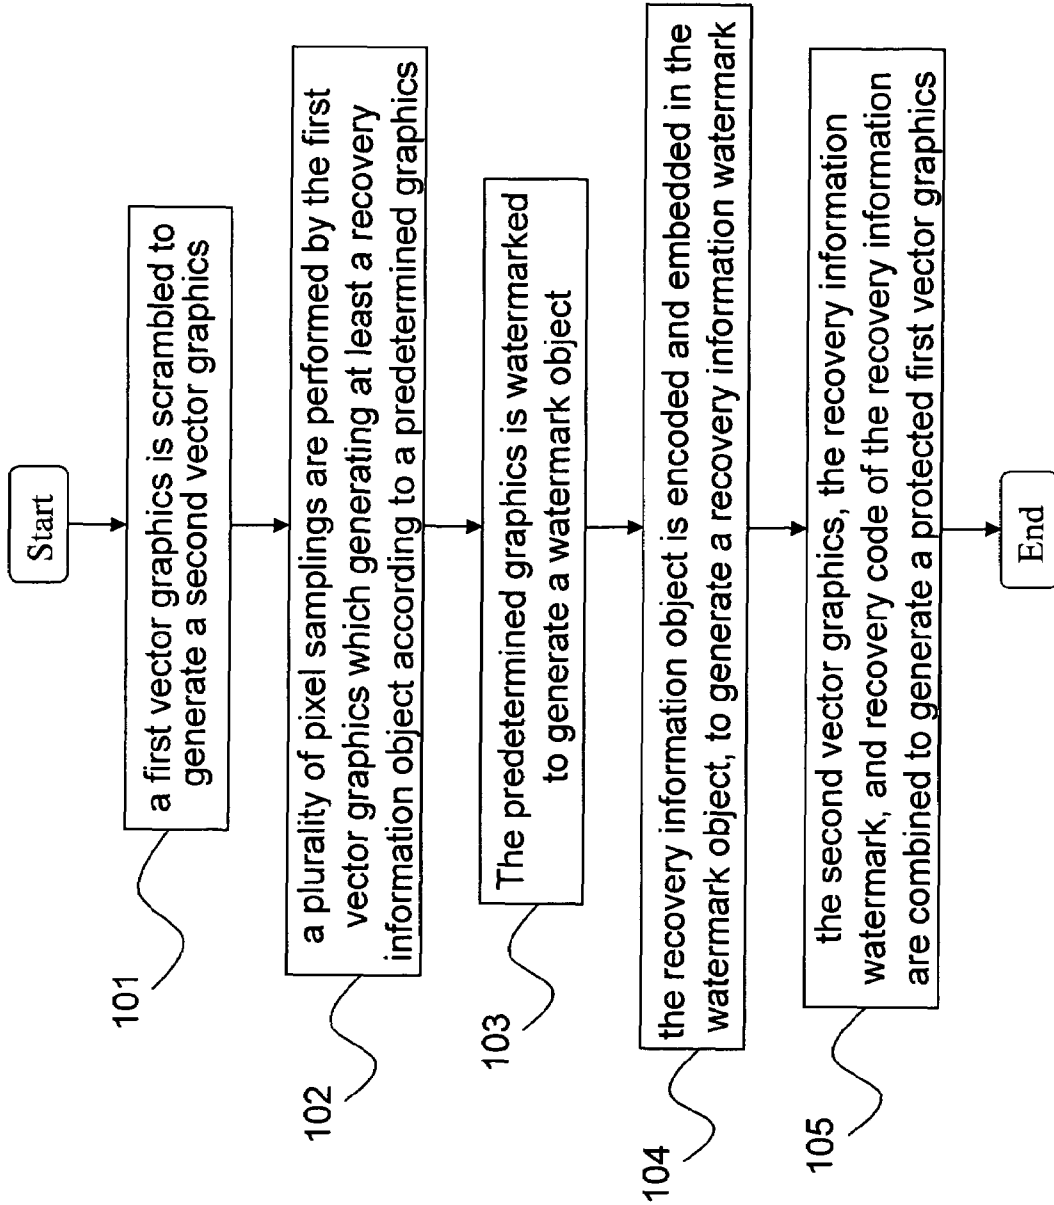 Start
101
a first vector graphics is scrambled to
generate a second vector graphics
102
a plurality of pixel samplings are performed by the first
vector graphics which generating at least a recovery
information object according to a predetermined graphics
103
The predetermined graphics is watermarked
to generate a watermark object
104
the recovery information object is encoded and embedded in the
watermark object, to generate a recovery information watermark
105
the second vector graphics, the recovery information
watermark, and recovery code of the recovery information
are combined to generate a protected first vector graphics
End